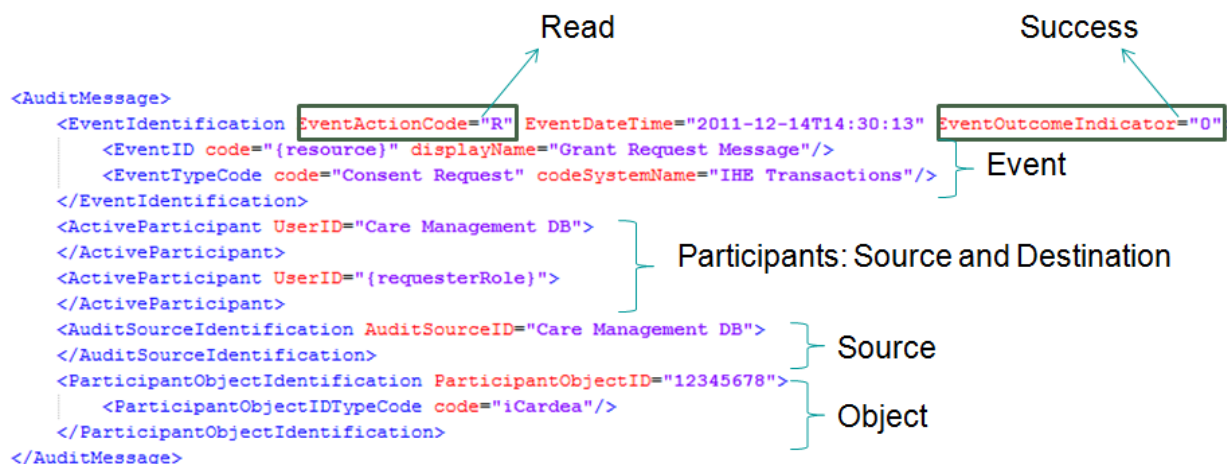 Read Success
<AuditMessage>
<EventIdentification EventActionCode="R" EventDateTime="2011-12-14T14:30:13" EventOutcomeIndicator="0">
<EventID code="{resource}" displayName="Grant Request Message"/>
<EventTypeCode code="Consent Request" codeSystemName="IHE Transactions"/>
Event
</EventIdentification>
<ActiveParticipant UserID="Care Management DB">
</ActiveParticipant>
Participants: Source and Destination
<ActiveParticipant UserID="{requesterRole}">
</ActiveParticipant>
<AuditSourceIdentification AuditSourceID="Care Management DB">
Source
</AuditSourceIdentification>
<ParticipantObjectIdentification ParticipantObjectID="12345678">
<ParticipantObjectIDTypeCode code="iCardea"/>
Object
</ParticipantObjectIdentification>
</AuditMessage>